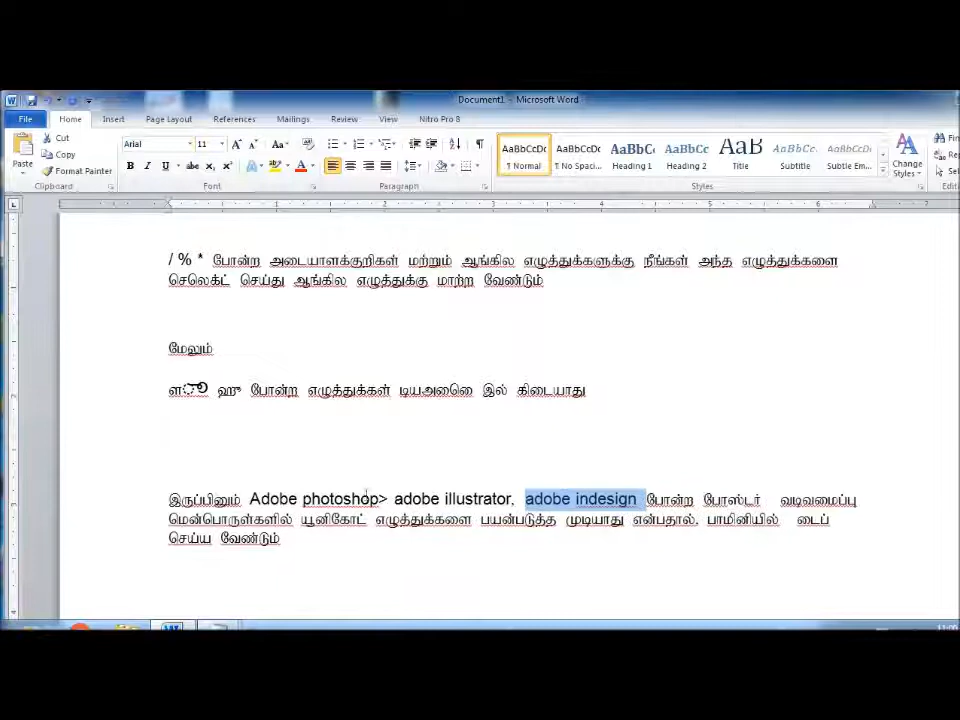 Document1 - Microsoft Word
File Home Insert Page Layout References Mailings Review View Nitro Pro 8
Cut
Copy
Format Painter
Paste
Arial 11
AaBbCcDc AaBbCcDc AaBbCc AaBbCc AaBbCcDc AaBbCcDc
¶ Normal ¶ No Spaci... Heading 1 Heading 2 Title Subtitle Subtle Em...
Change Styles
Clipboard Font Paragraph Styles
/ % * போன்ற அடையாளக்குறிகள் மற்றும் ஆங்கில எழுத்துக்களுக்கு நீங்கள் அந்த எழுத்துக்களை
செலெக்ட் செய்து ஆங்கில எழுத்துக்கு மாற்ற வேண்டும்
மேலும்
ஹு போன்ற எழுத்துக்கள் இல் கிடையாது
இருப்பினும் Adobe photoshop> adobe illustrator, adobe indesign போன்ற போஸ்டர் வடிவமைப்பு
மென்பொருள்களில் யூனிகோட் எழுத்துக்களை பயன்படுத்த முடியாது என்பதால், பாமினியில் டைப்
செய்ய வேண்டும்